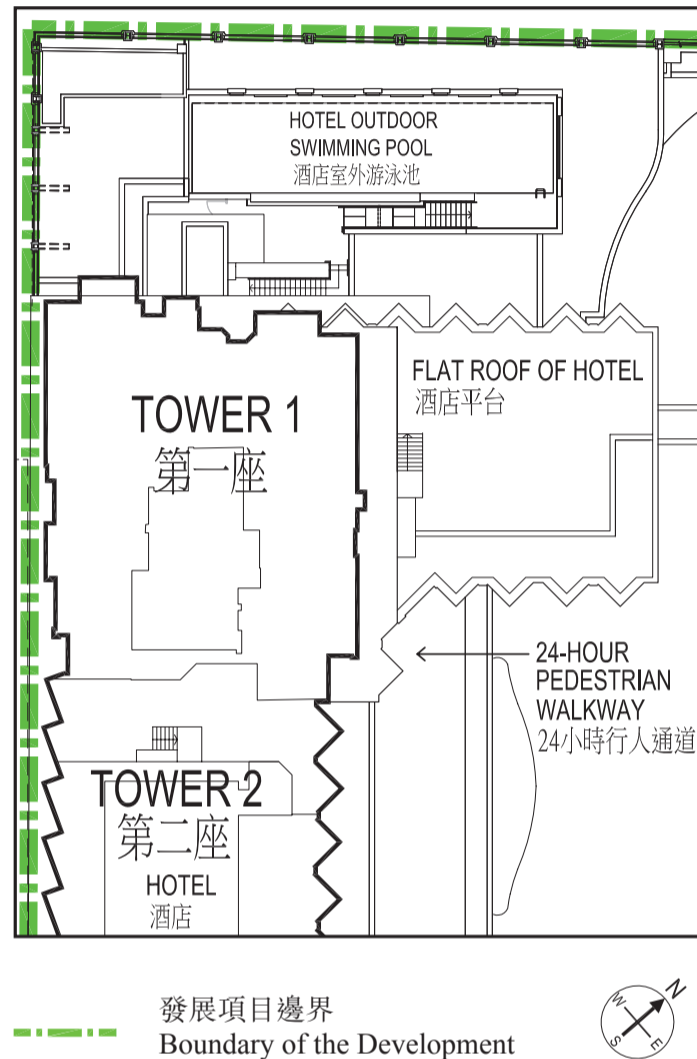 HOTEL OUTDOOR
SWIMMING POOL
酒店室外游泳池
FLAT ROOF OF HOTEL
酒店平台
TOWER 1
第一座
24-HOUR
PEDESTRIAN
WALKWAY
24小時行人通道
TOWER 2
第二座
HOTEL
酒店
發展項目邊界
Boundary of the Development
N
W
S
E